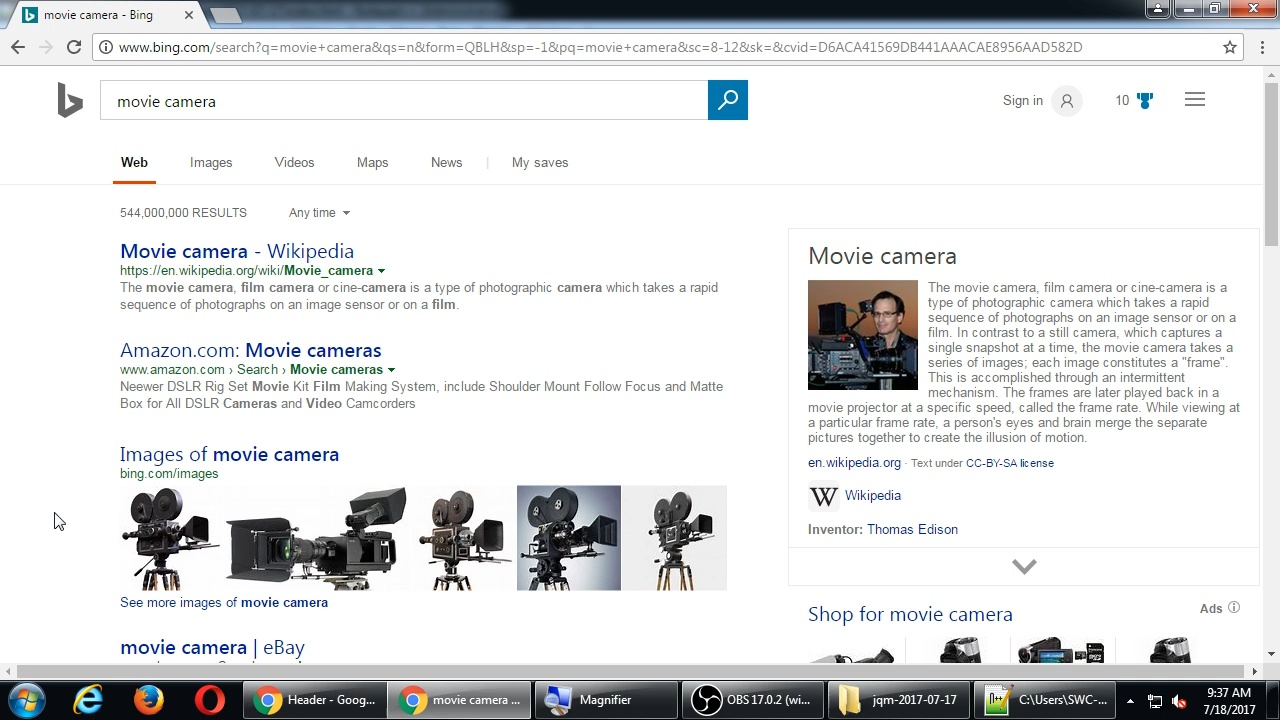 movie camera - Bing
www.bing.com/search?q=movie+camera&qs=n&form=QBLH&sp=-1&pq=movie+camera&sc=8-12&sk=&cvid=D6ACA41569DB441AAACAE8956AAD582D
movie camera
Sign in
10
Web
Images
Videos
Maps
News
My saves
544,000,000 RESULTS
Any time
Movie camera - Wikipedia
https://en.wikipedia.org/wiki/Movie_camera
The movie camera, film camera or cine-camera is a type of photographic camera which takes a rapid
sequence of photographs on an image sensor or on a film.
Amazon.com: Movie cameras
www.amazon.com › Search › Movie cameras
Newer DSLR Rig Set Movie Kit Film Making System, include Shoulder Mount Follow Focus and Matte
Box for All DSLR Cameras and Video Camcorders
Images of movie camera
bing.com/images
See more images of movie camera
movie camera | eBay
Movie camera
The movie camera, film camera or cine-camera is a
type of photographic camera which takes a rapid
sequence of photographs on an image sensor or on a
film. In contrast to a still camera, which captures a
single snapshot at a time, the movie camera takes a
series of images; each image constitutes a "frame".
This is accomplished through an intermittent
mechanism. The frames are later played back in a
movie projector at a specific speed, called the frame rate. While viewing at
a particular frame rate, a person's eyes and brain merge the separate
pictures together to create the illusion of motion.
en.wikipedia.org · Text under CC-BY-SA license
W Wikipedia
Inventor: Thomas Edison
Shop for movie camera
Ads
Header - Goog...
movie camera ...
Magnifier
OBS 17.0.2 (wi...
jqm-2017-07-17
C:\Users\SWC-...
9:37 AM
7/18/2017